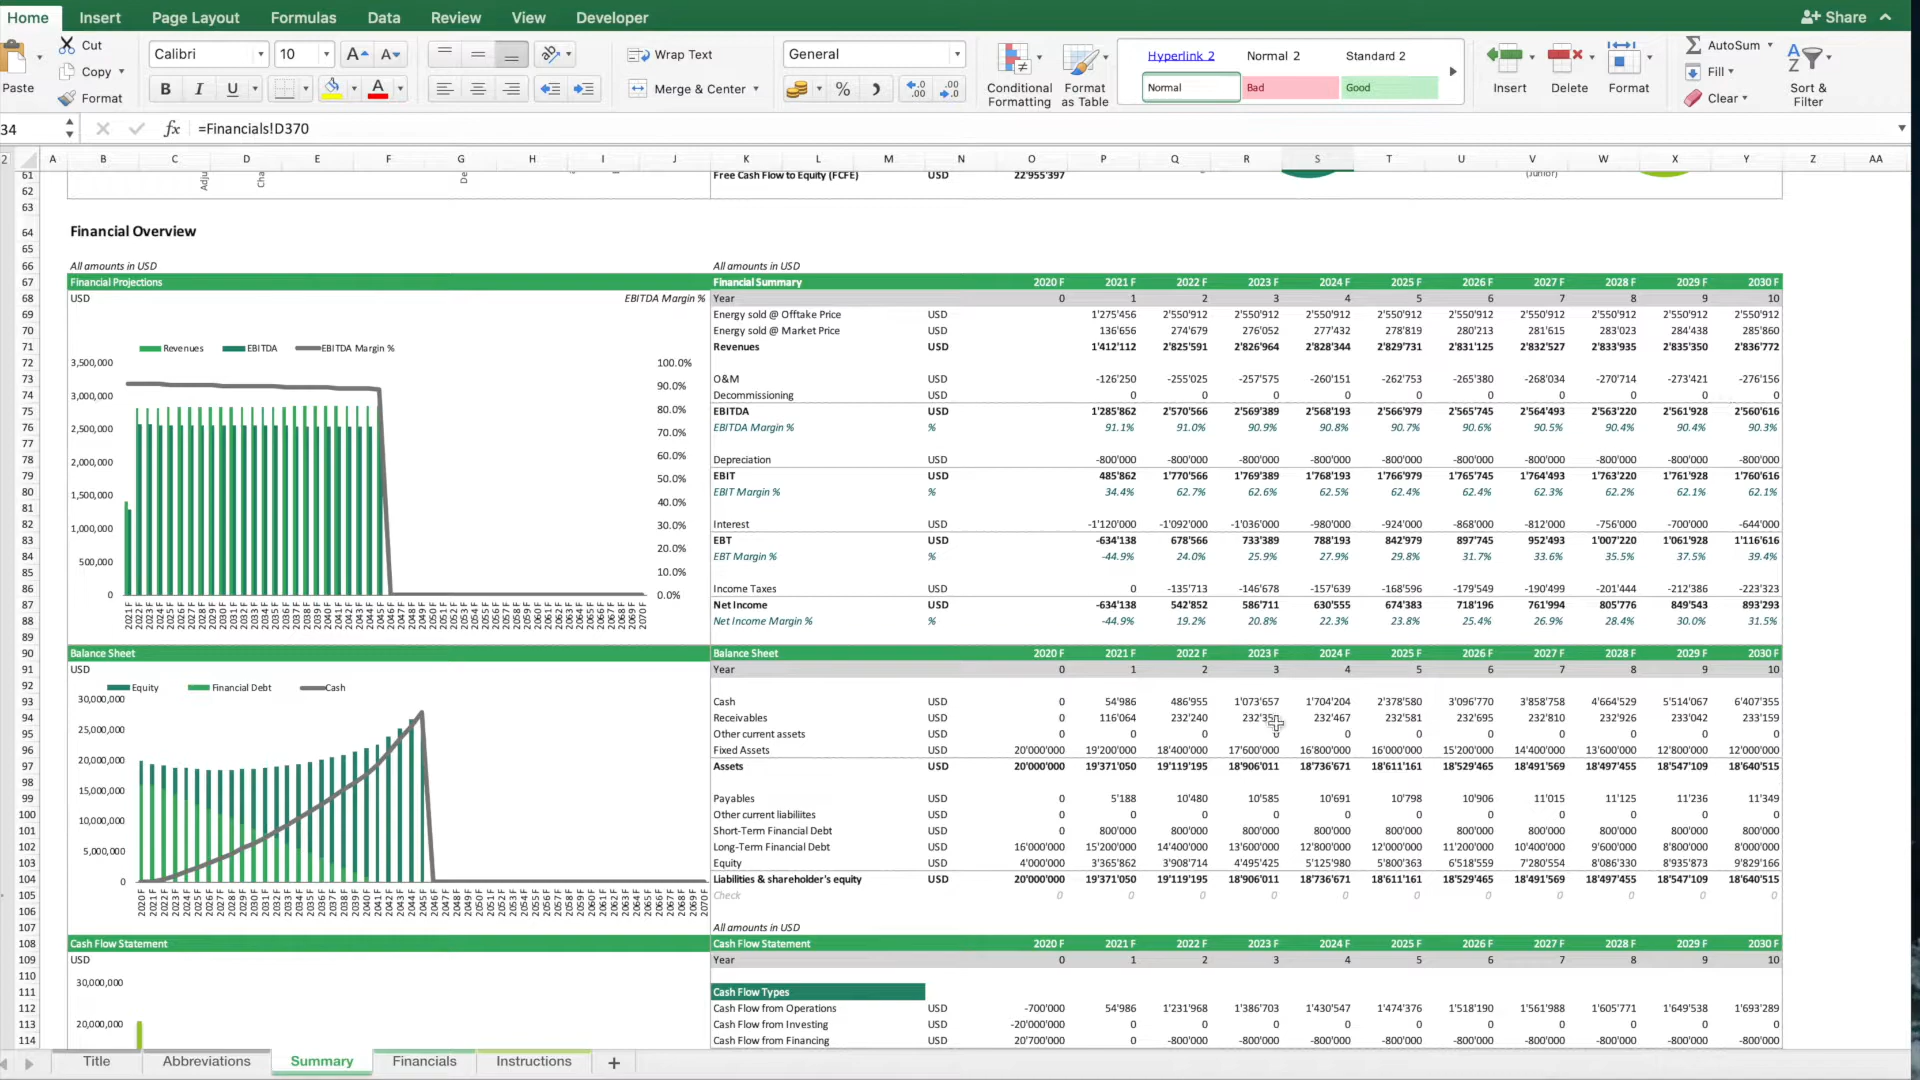 Home Insert Page Layout Formulas Data Review View Developer Share
Cut Calibri 10 A A Wrap Text General Hyperlink 2 Normal 2 Standard 2 AutoSum
Copy Fill
Paste Format B I U A Merge & Center % Conditional Formatting Format as Table Normal Bad Good Insert Delete Format Clear Sort & Filter
34 fx =Financials!D370
A B C D E F G H I J K L M N O P Q R S T U V W X Y Z AA
61 Free Cash Flow to Equity (FCFE) USD 22'955'397 (Junior)
62
63
64 Financial Overview
65
66 All amounts in USD All amounts in USD
67 Financial Projections Financial Summary 2020 F 2021 F 2022 F 2023 F 2024 F 2025 F 2026 F 2027 F 2028 F 2029 F 2030 F
68 USD EBITDA Margin % Year 0 1 2 3 4 5 6 7 8 9 10
69 Energy sold @ Offtake Price USD 1'275'456 2'550'912 2'550'912 2'550'912 2'550'912 2'550'912 2'550'912 2'550'912 2'550'912 2'550'912
70 Energy sold @ Market Price USD 136'656 274'679 276'052 277'432 278'819 280'213 281'615 283'023 284'438 285'860
71 Revenues EBITDA EBITDA Margin % Revenues USD 1'412'112 2'825'591 2'826'964 2'828'344 2'829'731 2'831'125 2'832'527 2'833'935 2'835'350 2'836'772
72 3,500,000 100.0%
73 90.0% O&M USD -126'250 -255'025 -257'575 -260'151 -262'753 -265'380 -268'034 -270'714 -273'421 -276'156
74 3,000,000 Decommissioning USD 0 0 0 0 0 0 0 0 0 0
75 80.0% EBITDA USD 1'285'862 2'570'566 2'569'389 2'568'193 2'566'979 2'565'745 2'564'493 2'563'220 2'561'928 2'560'616
76 2,500,000 70.0% EBITDA Margin % % 91.1% 91.0% 90.9% 90.8% 90.7% 90.6% 90.5% 90.4% 90.4% 90.3%
77 60.0%
78 2,000,000 Depreciation USD -800'000 -800'000 -800'000 -800'000 -800'000 -800'000 -800'000 -800'000 -800'000 -800'000
79 50.0% EBIT USD 485'862 1'770'566 1'769'389 1'768'193 1'766'979 1'765'745 1'764'493 1'763'220 1'761'928 1'760'616
80 1,500,000 EBIT Margin % % 34.4% 62.7% 62.6% 62.5% 62.4% 62.4% 62.3% 62.2% 62.1% 62.1%
81 40.0%
82 1,000,000 30.0% Interest USD -1'120'000 -1'092'000 -1'036'000 -980'000 -924'000 -868'000 -812'000 -756'000 -700'000 -644'000
83 20.0% EBT USD -634'138 678'566 733'389 788'193 842'979 897'745 952'493 1'007'220 1'061'928 1'116'616
84 500,000 EBT Margin % % -44.9% 24.0% 25.9% 27.9% 29.8% 31.7% 33.6% 35.5% 37.5% 39.4%
85 10.0%
86 0 0.0% Income Taxes USD 0 -135'713 -146'678 -157'639 -168'596 -179'549 -190'499 -201'444 -212'386 -223'323
87 Net Income USD -634'138 542'852 586'711 630'555 674'383 718'196 761'994 805'776 849'543 893'293
88 Net Income Margin % % -44.9% 19.2% 20.8% 22.3% 23.8% 25.4% 26.9% 28.4% 30.0% 31.5%
89
90 Balance Sheet Balance Sheet 2020 F 2021 F 2022 F 2023 F 2024 F 2025 F 2026 F 2027 F 2028 F 2029 F 2030 F
91 USD Year 0 1 2 3 4 5 6 7 8 9 10
92 Equity Financial Debt Cash
93 30,000,000 Cash USD 0 54'986 486'955 1'073'657 1'704'204 2'378'580 3'096'770 3'858'758 4'664'529 5'514'067 6'407'355
94 25,000,000 Receivables USD 0 116'064 232'240 232'35 232'467 232'581 232'695 232'810 232'926 233'042 233'159
95 Other current assets USD 0 0 0 0 0 0 0 0 0 0 0
96 20,000,000 Fixed Assets USD 20'000'000 19'200'000 18'400'000 17'600'000 16'800'000 16'000'000 15'200'000 14'400'000 13'600'000 12'800'000 12'000'000
97 Assets USD 20'000'000 19'371'050 19'119'195 18'906'011 18'736'671 18'611'161 18'529'465 18'491'569 18'497'455 18'547'109 18'640'515
98 15,000,000
99 Payables USD 0 5'188 10'480 10'585 10'691 10'798 10'906 11'015 11'125 11'236 11'349
100 10,000,000 Other current liabiliites USD 0 0 0 0 0 0 0 0 0 0 0
101 Short-Term Financial Debt USD 0 800'000 800'000 800'000 800'000 800'000 800'000 800'000 800'000 800'000 800'000
102 5,000,000 Long-Term Financial Debt USD 16'000'000 15'200'000 14'400'000 13'600'000 12'800'000 12'000'000 11'200'000 10'400'000 9'600'000 8'800'000 8'000'000
103 Equity USD 4'000'000 3'365'862 3'908'714 4'495'425 5'125'980 5'800'363 6'518'559 7'280'554 8'086'330 8'935'873 9'829'166
104 0 Liabilities & shareholder's equity USD 20'000'000 19'371'050 19'119'195 18'906'011 18'736'671 18'611'161 18'529'465 18'491'569 18'497'455 18'547'109 18'640'515
105 Check 0 0 0 0 0 0 0 0 0 0 0
106
107 All amounts in USD
108 Cash Flow Statement Cash Flow Statement 2020 F 2021 F 2022 F 2023 F 2024 F 2025 F 2026 F 2027 F 2028 F 2029 F 2030 F
109 USD Year 0 1 2 3 4 5 6 7 8 9 10
110
111 30,000,000 Cash Flow Types
112 Cash Flow from Operations USD -700'000 54'986 1'231'968 1'386'703 1'430'547 1'474'376 1'518'190 1'561'988 1'605'771 1'649'538 1'693'289
113 20,000,000 Cash Flow from Investing USD -20'000'000 0 0 0 0 0 0 0 0 0 0
114 Cash Flow from Financing USD 20'700'000 0 -800'000 -800'000 -800'000 -800'000 -800'000 -800'000 -800'000 -800'000 -800'000
Title Abbreviations Summary Financials Instructions +